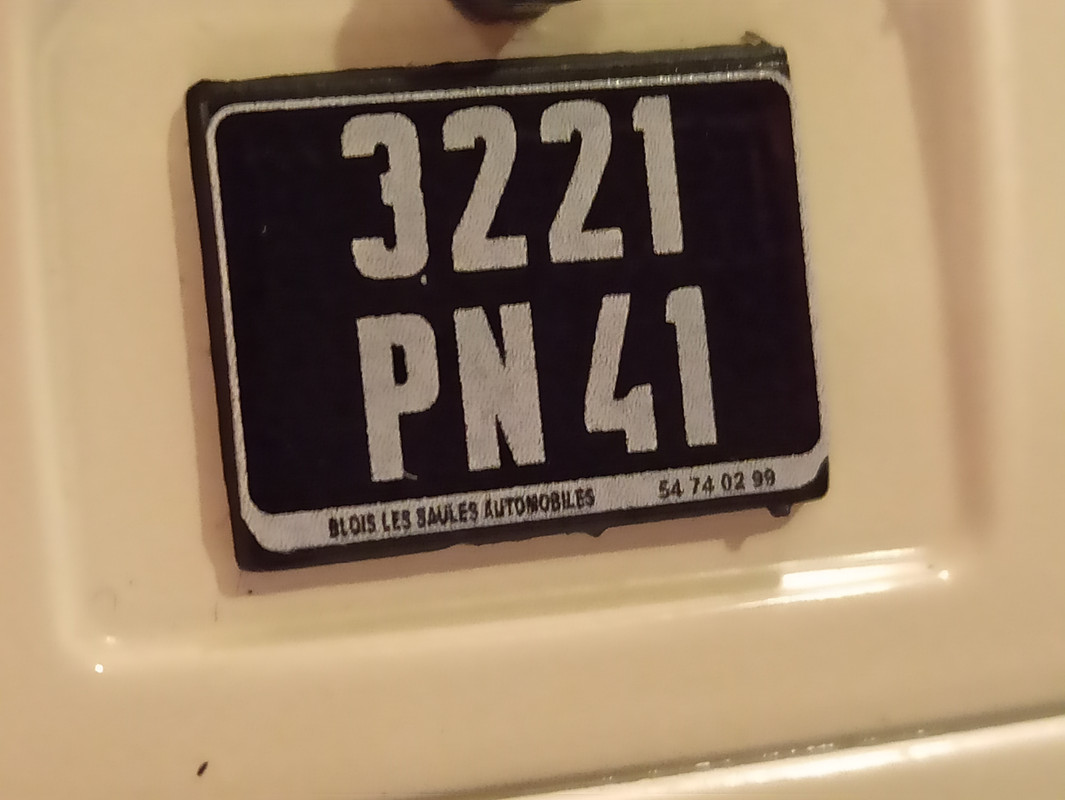 3221
PN 41
BLOIS LES SAULES AUTOMOBILES 54 74 02 99